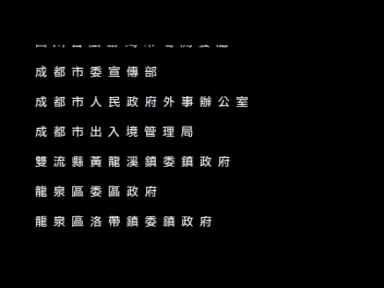 成都市委宣傳部
成都市人民政府外事辦公室
成都市出入境管理局
雙流縣黃龍溪鎮委鎮政府
龍泉區委區政府
龍泉區洛帶鎮委鎮政府